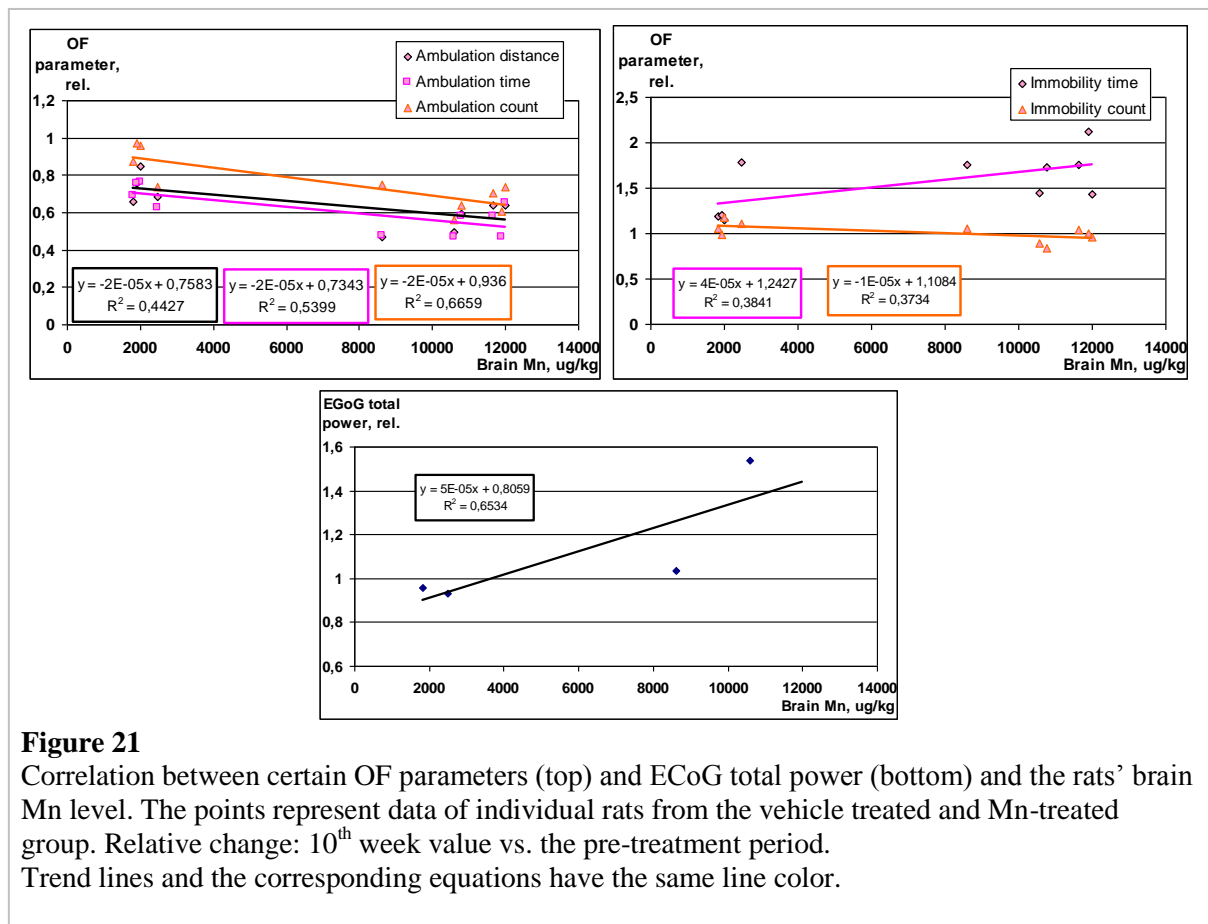 OF
parameter,
rel.
Ambulation distance
Ambulation time
Ambulation count
1,2
1
0,8
0,6
0,4
0,2
0
y = -2E-05x + 0,7583
R² = 0,4427
y = -2E-05x + 0,7343
R² = 0,5399
y = -2E-05x + 0,936
R² = 0,6659
0 2000 4000 6000 8000 10000 12000 14000
Brain Mn, ug/kg
OF
parameter,
rel.
Immobility time
Immobility count
2,5
2
1,5
1
0,5
0
y = 4E-05x + 1,2427
R² = 0,3841
y = -1E-05x + 1,1084
R² = 0,3734
0 2000 4000 6000 8000 10000 12000 14000
Brain Mn, ug/kg
EGoG total
power, rel.
1,6
1,4
1,2
1
0,8
0,6
y = 5E-05x + 0,8059
R² = 0,6534
0 2000 4000 6000 8000 10000 12000 14000
Brain Mn, ug/kg
Figure 21
Correlation between certain OF parameters (top) and ECoG total power (bottom) and the rats’ brain
Mn level. The points represent data of individual rats from the vehicle treated and Mn-treated
group. Relative change: 10th week value vs. the pre-treatment period.
Trend lines and the corresponding equations have the same line color.